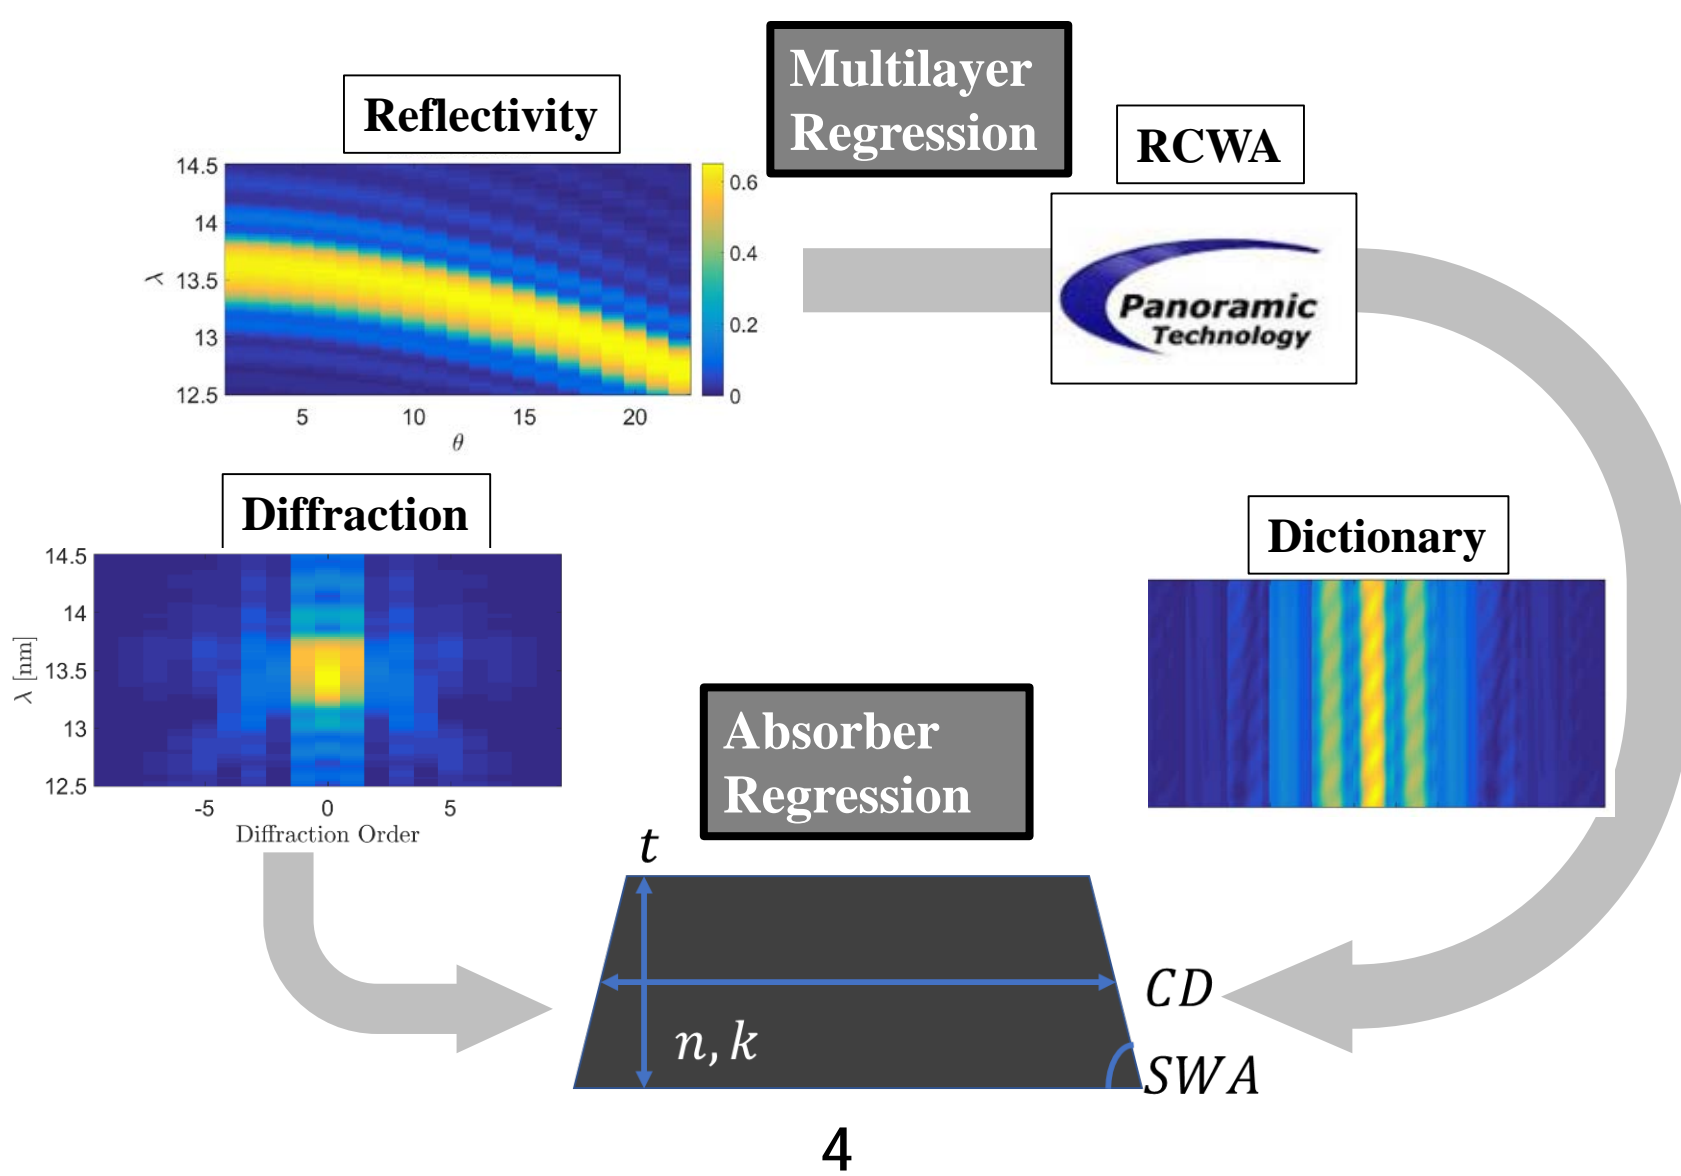 Multilayer
Regression
Reflectivity
RCWA
14.5
14
13.5
13
12.5
λ
5
10
15
20
θ
0.6
0.4
0.2
0
Panoramic
Technology
Diffraction
14.5
14
13.5
13
12.5
λ [nm]
-5
0
5
Diffraction Order
Dictionary
Absorber
Regression
t
CD
n, k
SWA
4